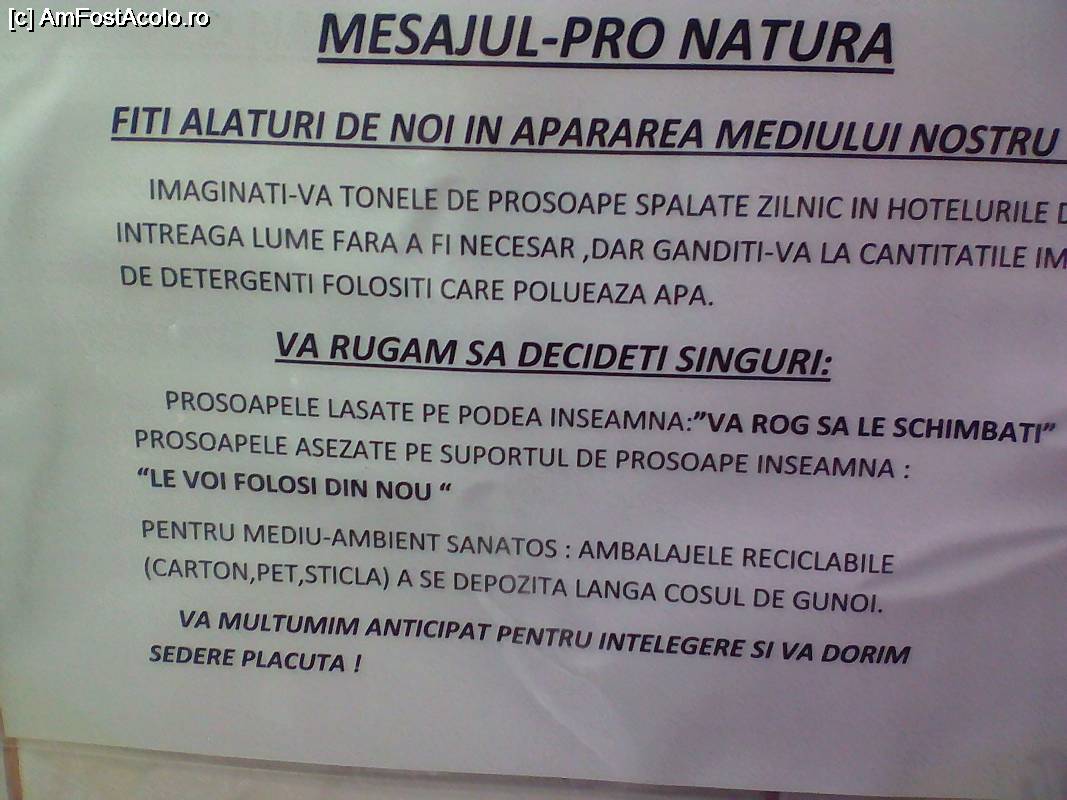 [c] AmFostAcolo.ro
MESAJUL-PRO NATURA
FITI ALATURI DE NOI IN APARAREA MEDIULUI NOSTRU
IMAGINATI-VA TONELE DE PROSOAPE SPALATE ZILNIC IN HOTELURILE
INTREAGA LUME FARA A FI NECESAR ,DAR GANDITI-VA LA CANTITATILE
DE DETERGENTI FOLOSITI CARE POLUEAZA APA.
VA RUGAM SA DECIDETI SINGURI:
PROSOAPELE LASATE PE PODEA INSEAMNA:”VA ROG SA LE SCHIMBATI”
PROSOAPELE ASEZATE PE SUPORTUL DE PROSOAPE INSEAMNA :
“LE VOI FOLOSI DIN NOU “
PENTRU MEDIU-AMBIENT SANATOS : AMBALAJELE RECICLABILE
(CARTON,PET,STICLA) A SE DEPOZITA LANGA COSUL DE GUNOI.
VA MULTUMIM ANTICIPAT PENTRU INTELEGERE SI VA DORIM
SEDERE PLACUTA !